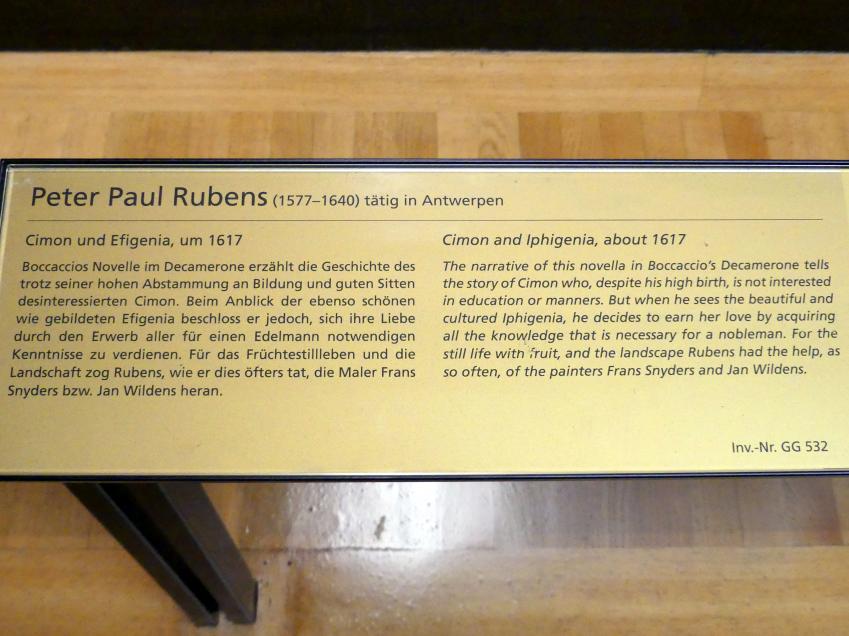 Peter Paul Rubens (1577–1640) tätig in Antwerpen
Cimon und Efigenia, um 1617
Boccaccios Novelle im Decamerone erzählt die Geschichte des
trotz seiner hohen Abstammung an Bildung und guten Sitten
desinteressierten Cimon. Beim Anblick der ebenso schönen
wie gebildeten Efigenia beschloss er jedoch, sich ihre Liebe
durch den Erwerb aller für einen Edelmann notwendigen
Kenntnisse zu verdienen. Für das Früchtestillleben und die
Landschaft zog Rubens, wie er dies öfters tat, die Maler Frans
Snyders bzw. Jan Wildens heran.
Cimon and Iphigenia, about 1617
The narrative of this novella in Boccaccio's Decamerone tells
the story of Cimon who, despite his high birth, is not interested
in education or manners. But when he sees the beautiful and
cultured Iphigenia, he decides to earn her love by acquiring
all the knowledge that is necessary for a nobleman. For the
still life with fruit, and the landscape Rubens had the help, as
so often, of the painters Frans Snyders and Jan Wildens.
Inv.-Nr. GG 532